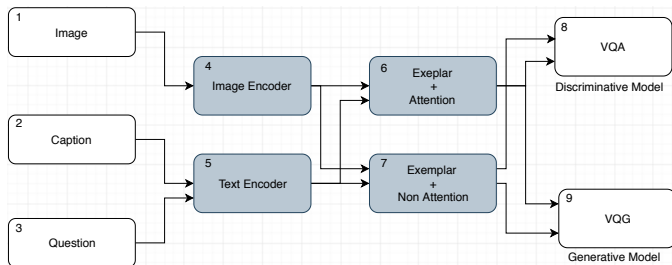 1
Image
2
Caption
3
Question
4
Image Encoder
5
Text Encoder
6
Exeplar
+
Attention
7
Exemplar
+
Non Attention
8
VQA
Discriminative Model
9
VQG
Generative Model